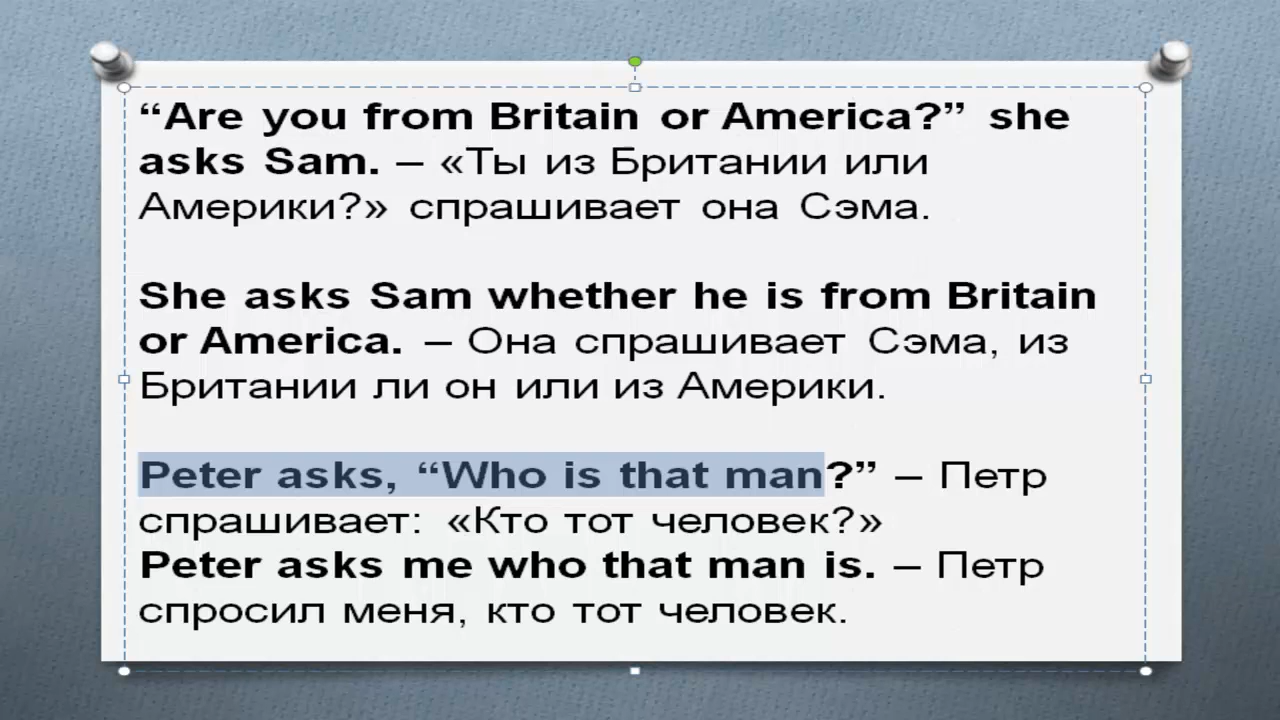 “Are you from Britain or America?” she
asks Sam. – «Ты из Британии или
Америки?» спрашивает она Сэма.
She asks Sam whether he is from Britain
or America. – Она спрашивает Сэма, из
Британии ли он или из Америки.
Peter asks, “Who is that man?” – Петр
спрашивает: «Кто тот человек?»
Peter asks me who that man is. – Петр
спросил меня, кто тот человек.